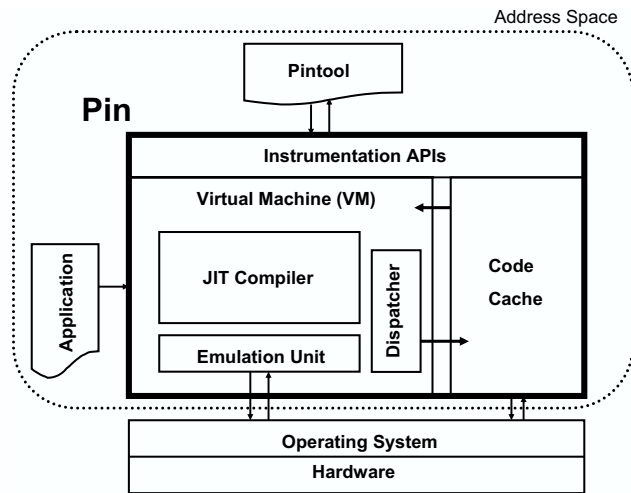 Address Space
Pintool
Pin
Instrumentation APIs
Virtual Machine (VM)
Application
JIT Compiler
Dispatcher
Code
Cache
Emulation Unit
Operating System
Hardware